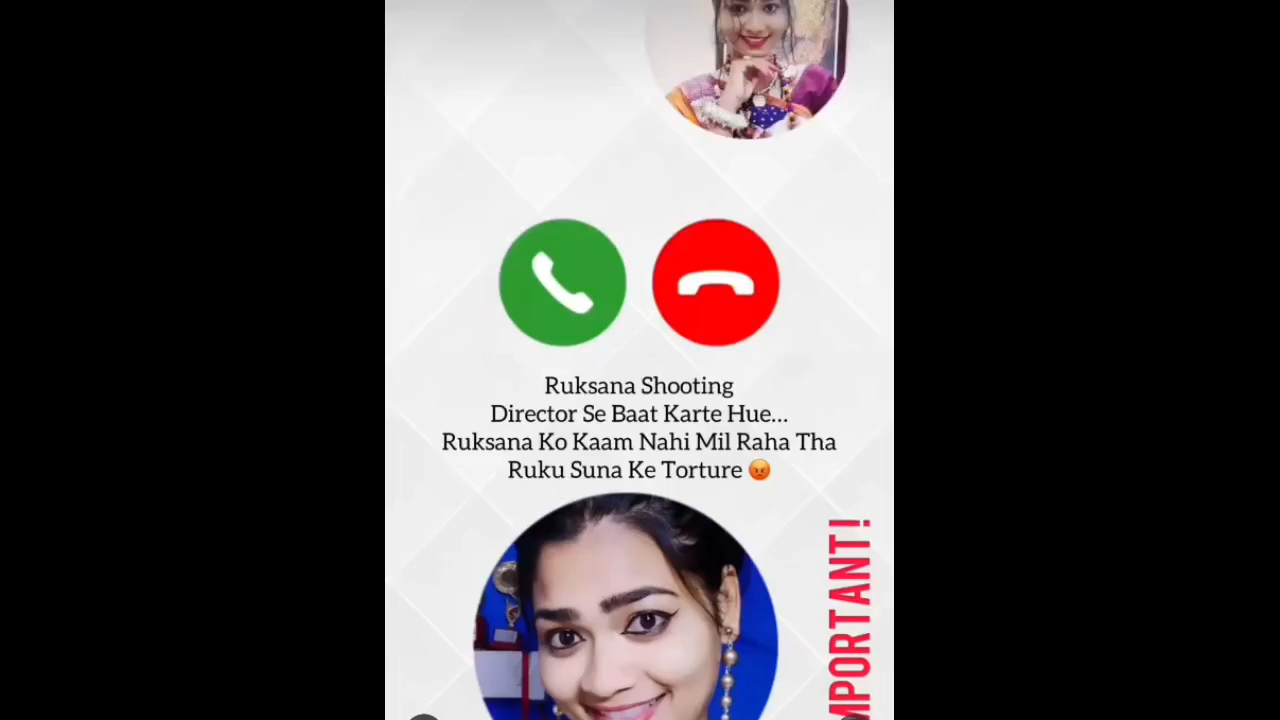 Ruksana Shooting
Director Se Baat Karte Hue...
Ruksana Ko Kaam Nahi Mil Raha Tha
Ruku Suna Ke Torture 😡
MPORTANT!